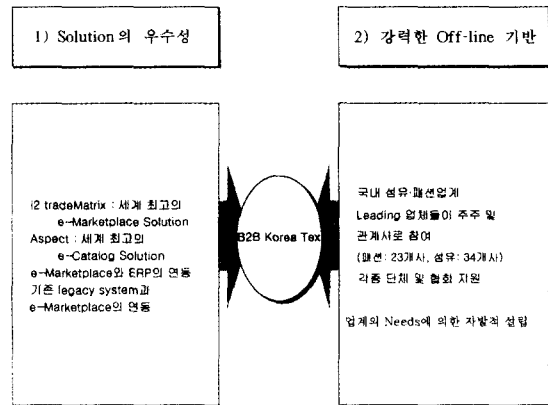 1) Solution의 우수성
2) 강력한 Off-line 기반
i2 tradeMatrix : 세계 최고의
e-Marketplace Solution
Aspect : 세계 최고의
e-Catalog Solution
e-Marketplace와 ERP의 연동
기존 legacy system과
e-Marketplace의 연동
B2B Korea Tex
국내 섬유·패션업계
Leading 업체들이 주주 및
관계사로 참여
(패션: 23개사, 섬유: 34개사)
각종 단체 및 협회 지원
업계의 Needs에 의한 자발적 설립